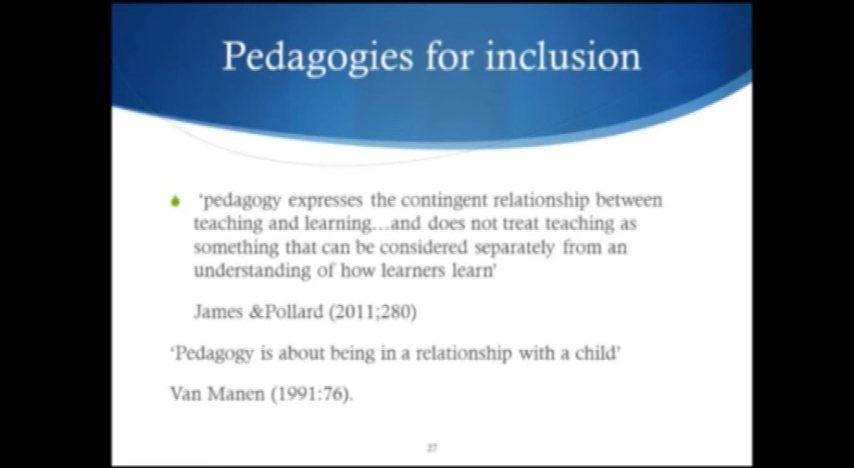 Pedagogies for inclusion
‘pedagogy expresses the contingent relationship between
teaching and learning…and does not treat teaching as
something that can be considered separately from an
understanding of how learners learn’
James &Pollard (2011;280)
‘Pedagogy is about being in a relationship with a child’
Van Manen (1991:76).
27